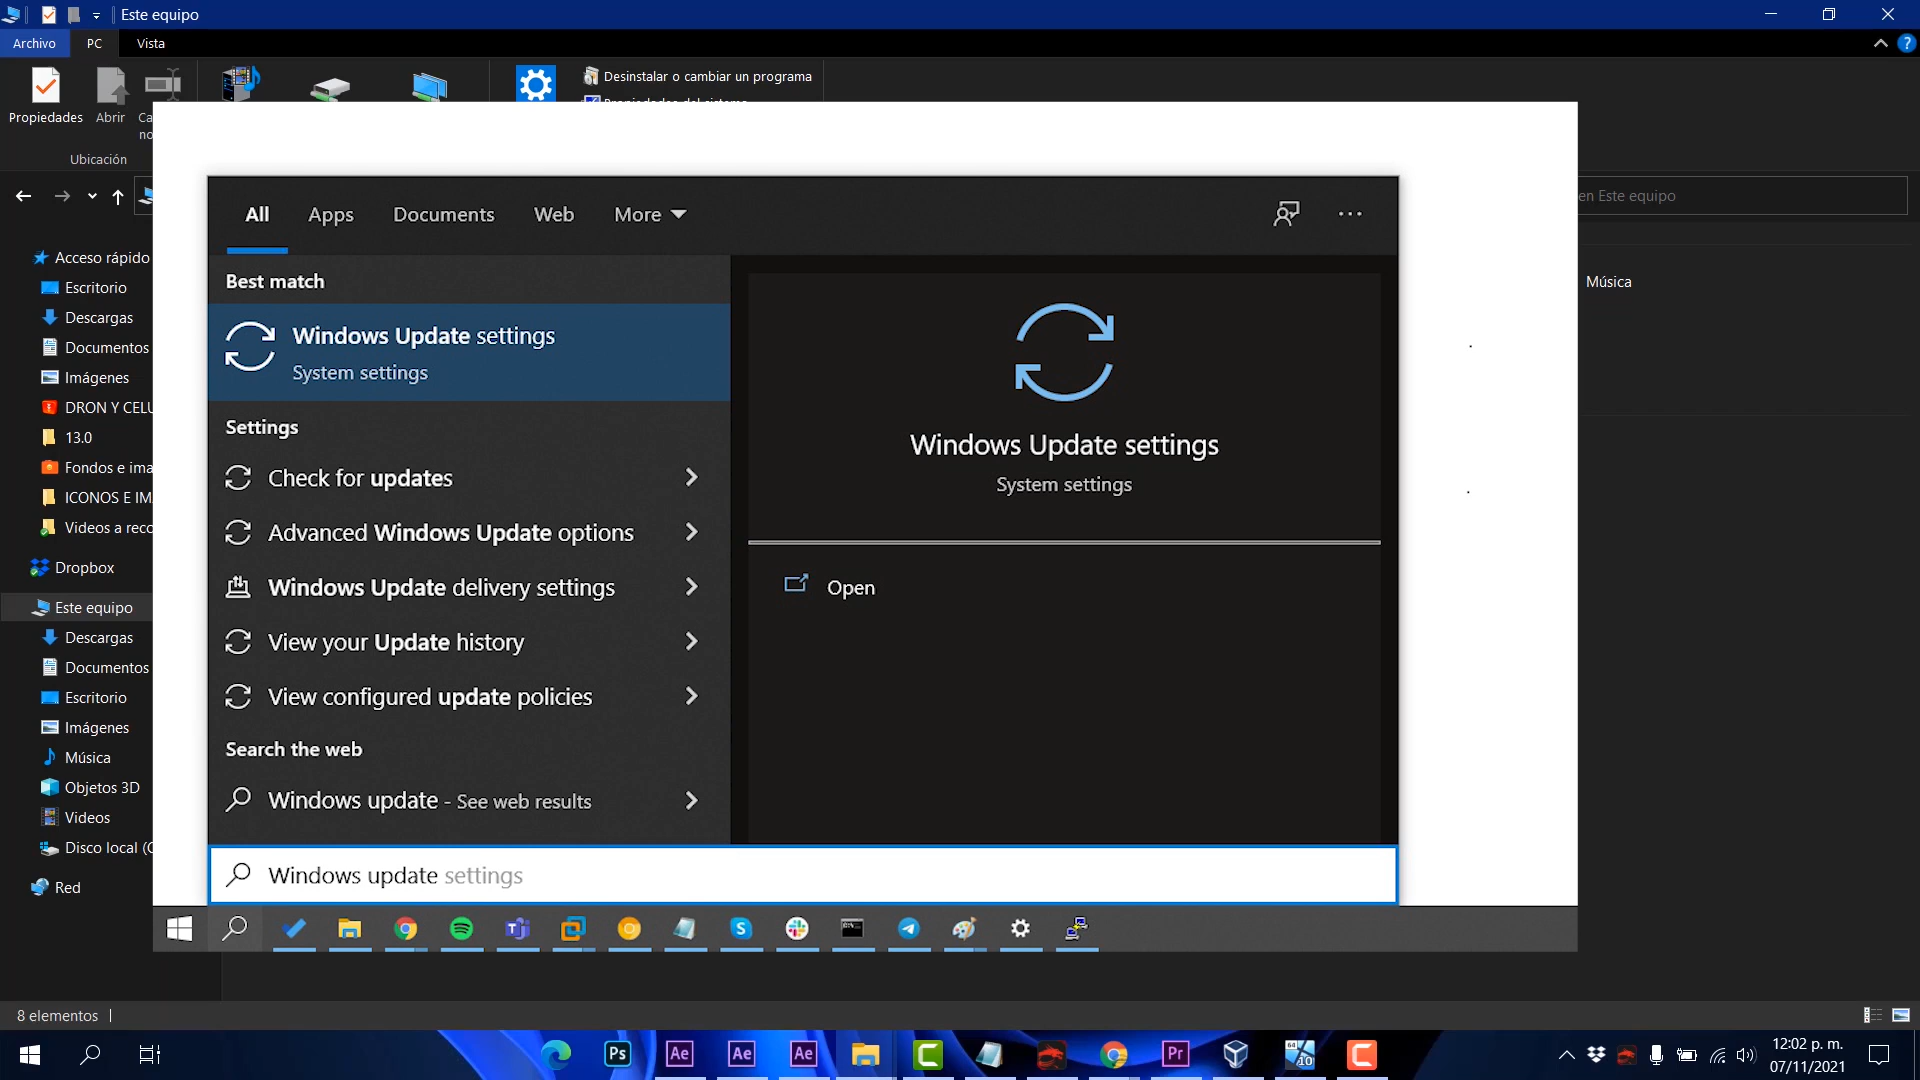 Este equipo
Archivo
PC
Vista
Propiedades
Abrir
Desinstalar o cambiar un programa
Propiedades del sistema
Ubicación
en Este equipo
Acceso rápido
Escritorio
Descargas
Documentos
Imágenes
DRON Y CELU
13.0
Fondos e ima
ICONOS E IM
Videos a reco
Dropbox
Este equipo
Descargas
Documentos
Escritorio
Imágenes
Música
Objetos 3D
Videos
Disco local (C
Red
Música
All
Apps
Documents
Web
More
Best match
Windows Update settings
System settings
Settings
Check for updates
Advanced Windows Update options
Windows Update delivery settings
View your Update history
View configured update policies
Search the web
Windows update - See web results
Windows update settings
Windows Update settings
System settings
Open
8 elementos
12:02 p. m.
07/11/2021